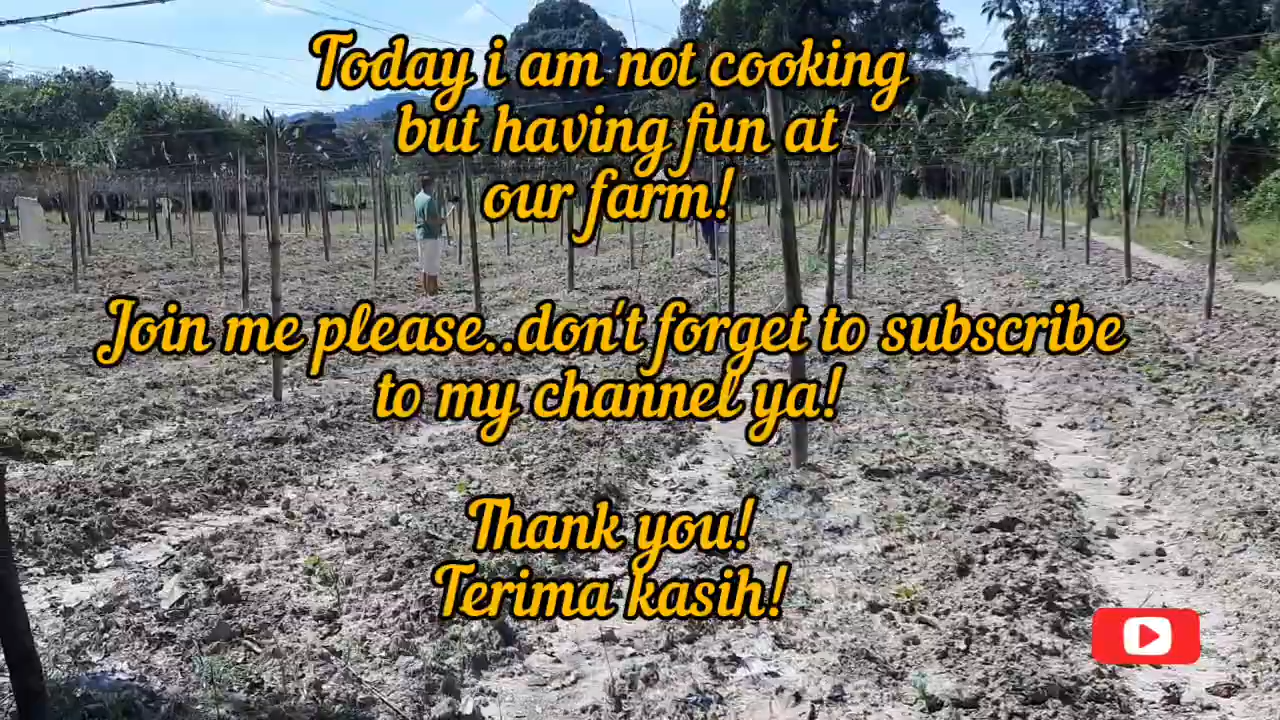 Today i am not cooking
but having fun at
our farm!
Join me please..don't forget to subscribe
to my channel ya!
Thank you!
Terima kasih!